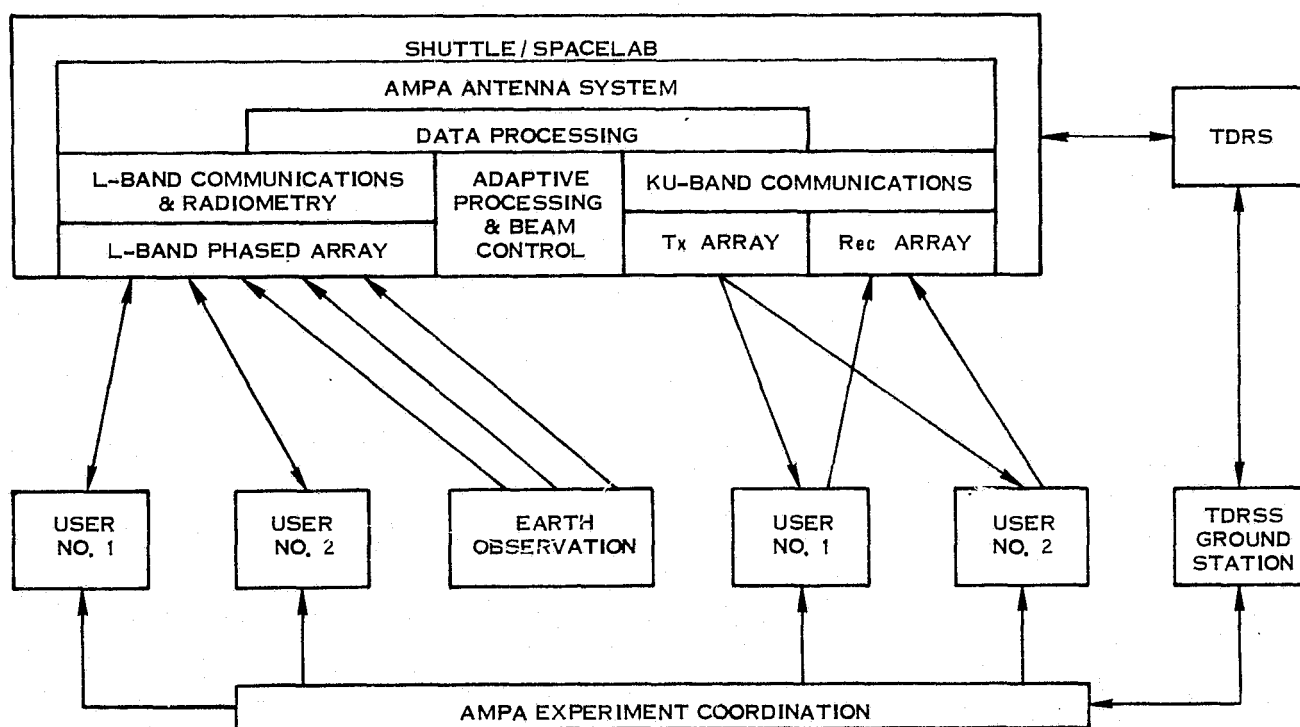 SHUTTLE/SPACELAB
AMPA ANTENNA SYSTEM
DATA PROCESSING
L-BAND COMMUNICATIONS
& RADIOMETRY
L-BAND PHASED ARRAY
ADAPTIVE
PROCESSING
& BEAM
CONTROL
KU-BAND COMMUNICATIONS
Tx ARRAY
Rec ARRAY
TDRS
USER
NO. 1
USER
NO. 2
EARTH
OBSERVATION
USER
NO. 1
USER
NO. 2
TDRSS
GROUND
STATION
AMPA EXPERIMENT COORDINATION